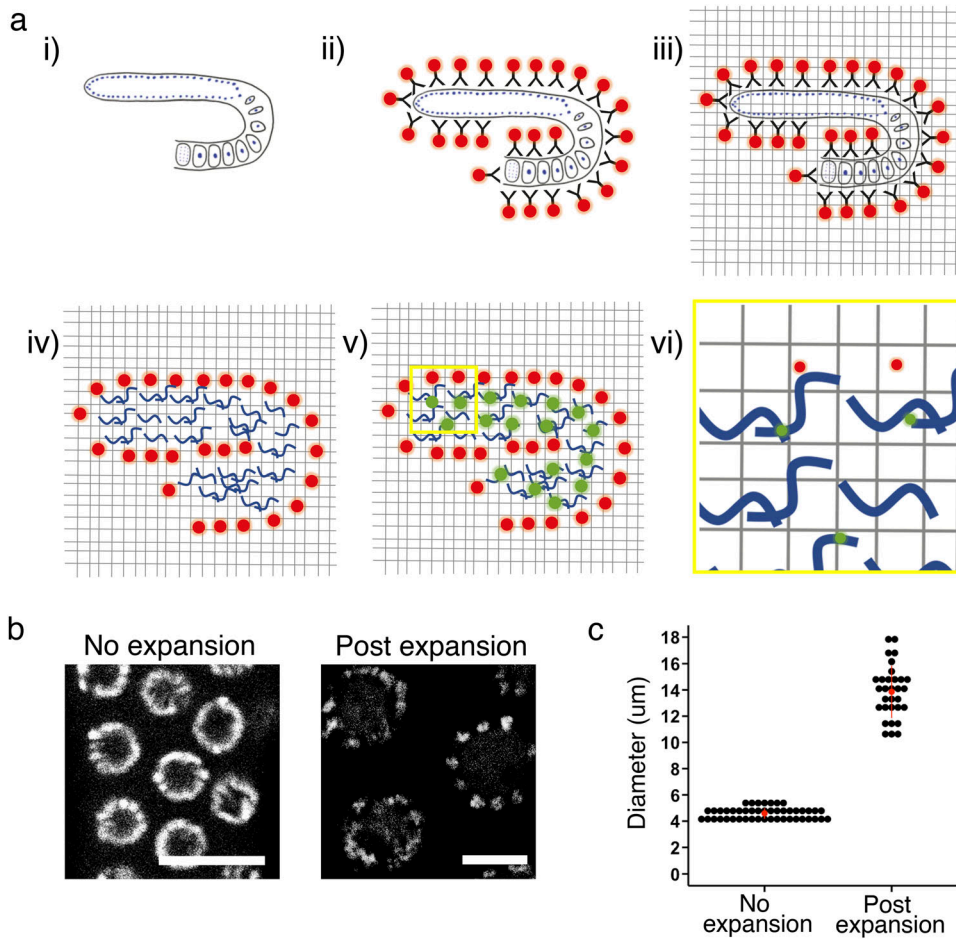 a
i)
ii)
iii)
iv)
v)
vi)
b
No expansion
Post expansion
c
Diameter (um)
18
16
14
12
10
8
6
4
2
0
No
expansion
Post
expansion